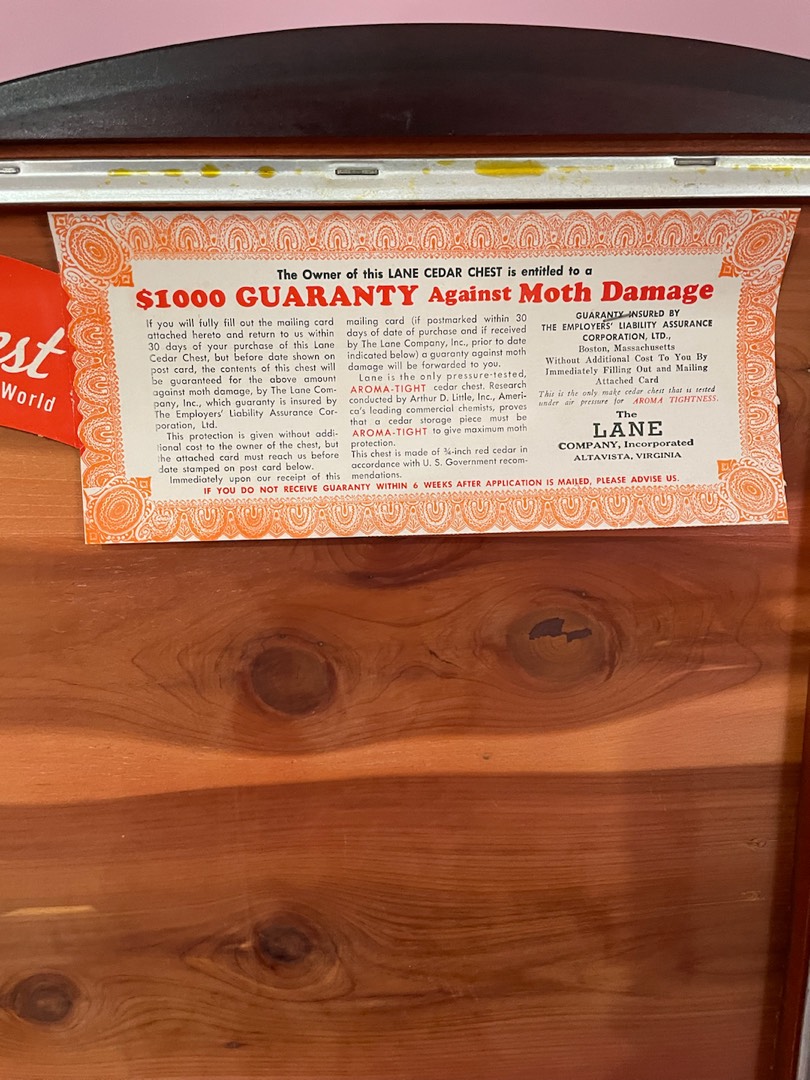 est
World
The Owner of this LANE CEDAR CHEST is entitled to a
$1000 GUARANTY Against Moth Damage
If you will fully fill out the mailing card
attached hereto and return to us within
30 days of your purchase of this Lane
Cedar Chest, but before date shown on
post card, the contents of this chest will
be guaranteed for the above amount
against moth damage, by The Lane Com-
pany, Inc., which guaranty is insured by
The Employers' Liability Assurance Cor-
poration, Ltd.
This protection is given without addi-
tional cost to the owner of the chest, but
the attached card must reach us before
date stamped on post card below.
Immediately upon our receipt of this
mailing card (if postmarked within 30
days of date of purchase and if received
by The Lane Company, Inc., prior to date
indicated below) a guaranty against moth
damage will be forwarded to you.
Lane is the only pressure-tested,
AROMA-TIGHT cedar chest. Research
conducted by Arthur D. Little, Inc., Ameri-
ca's leading commercial chemists, proves
that a cedar storage piece must be
AROMA-TIGHT to give maximum moth
protection.
This chest is made of ¾-inch red cedar in
accordance with U. S. Government recom-
mendations.
GUARANTY INSURED BY
THE EMPLOYERS' LIABILITY ASSURANCE
CORPORATION, LTD.,
Boston, Massachusetts
Without Additional Cost To You By
Immediately Filling Out and Mailing
Attached Card
This is the only make cedar chest that is tested
under air pressure for AROMA TIGHTNESS.
The
LANE
COMPANY, Incorporated
ALTAVISTA, VIRGINIA
IF YOU DO NOT RECEIVE GUARANTY WITHIN 6 WEEKS AFTER APPLICATION IS MAILED, PLEASE ADVISE US.